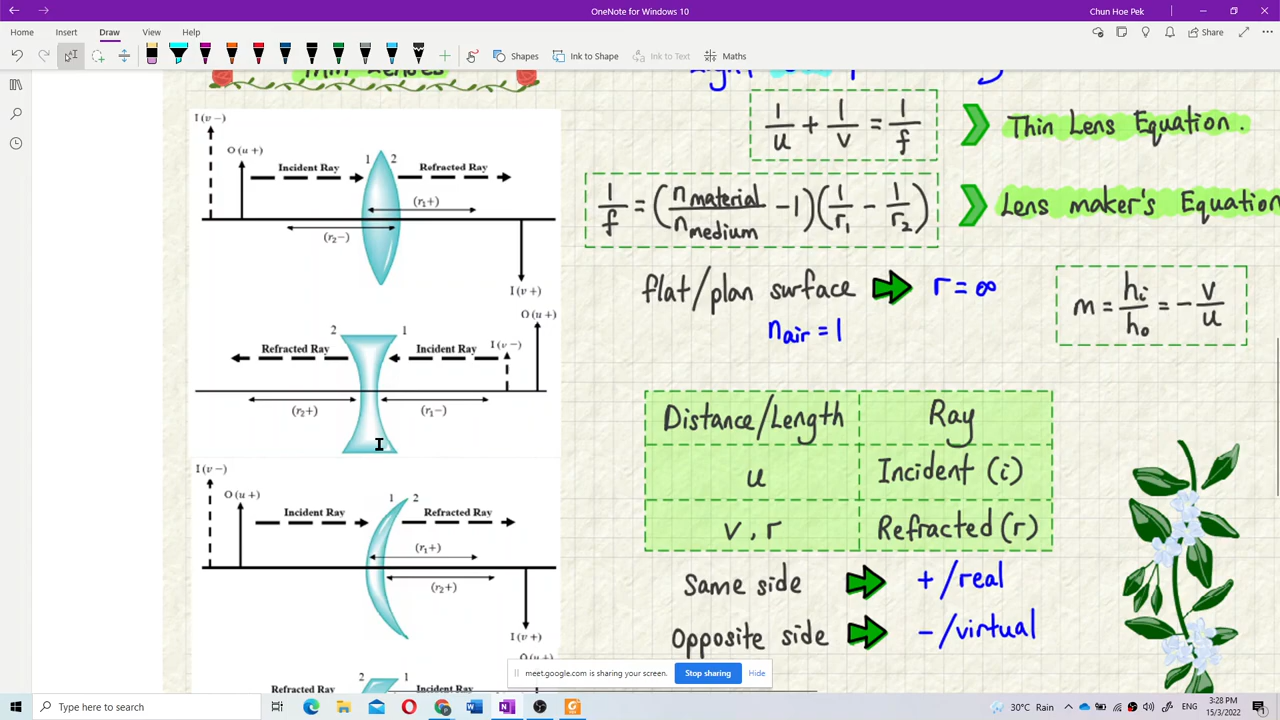 OneNote for Windows 10
Chun Hoe Pek
Home Insert Draw View Help
Share
Shapes Ink to Shape Ink to Text Maths
Thin Lenses
I (v −)
O (u +)
1 2
Incident Ray Refracted Ray
(r₁+)
(r₂−)
I (v +)
O (u +)
2 1
Refracted Ray Incident Ray I (v −)
(r₂+) (r₁−)
I (v −)
O (u +)
1 2
Incident Ray Refracted Ray
(r₁+)
(r₂+)
I (v +)
O (u +)
2 1
Refracted Ray Incident Ray
1/u + 1/v = 1/f
Thin Lens Equation.
1/f = (n material/n medium − 1)(1/r₁ − 1/r₂)
Lens maker's Equation
flat/plan surface r = ∞
n air = 1
m = hi/ho = − v/u
Distance/Length Ray
u Incident (i)
v, r Refracted (r)
Same side + /real
Opposite side − /virtual
meet.google.com is sharing your screen. Stop sharing Hide
Type here to search
30°C Rain
ENG
3:28 PM
15/3/2022